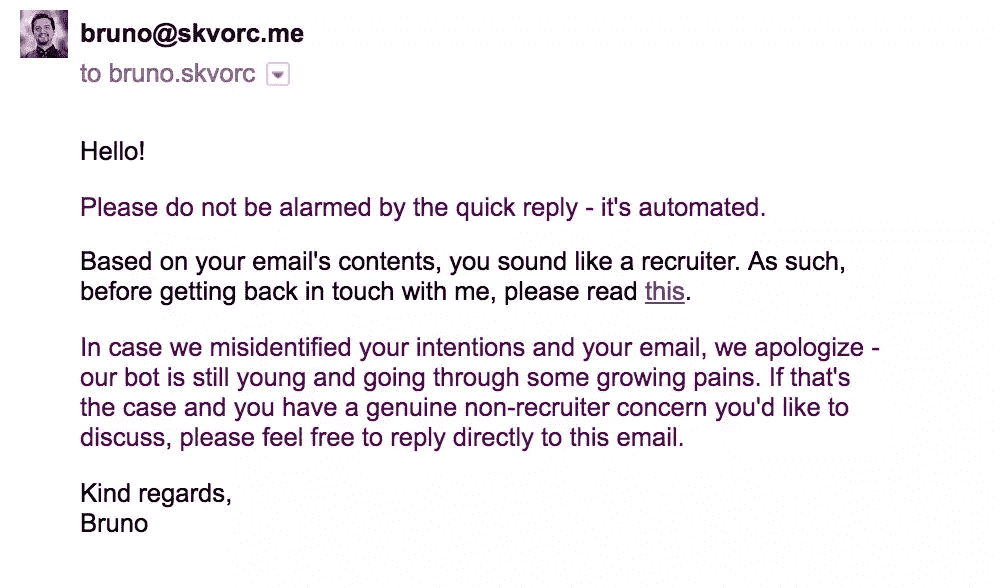 bruno@skvorc.me
to bruno.skvorc
Hello!
Please do not be alarmed by the quick reply - it's automated.
Based on your email's contents, you sound like a recruiter. As such,
before getting back in touch with me, please read this.
In case we misidentified your intentions and your email, we apologize -
our bot is still young and going through some growing pains. If that's
the case and you have a genuine non-recruiter concern you'd like to
discuss, please feel free to reply directly to this email.
Kind regards,
Bruno